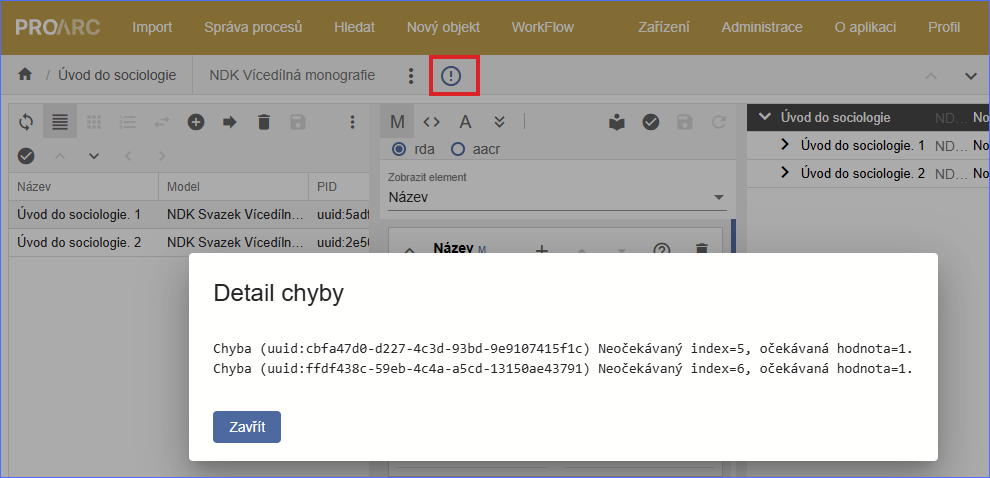 PROARC Import Správa procesů Hledat Nový objekt WorkFlow Zařízení Administrace O aplikaci Profil
/ Úvod do sociologie NDK Vícedílná monografie
M A Úvod do sociologie ND... No
rda aacr Úvod do sociologie. 1 ND... No
Zobrazit element Úvod do sociologie. 2 ND... No
Název Model PID Název
Úvod do sociologie. 1 NDK Svazek Vícedíln... uuid:5adf
Úvod do sociologie. 2 NDK Svazek Vícedíln... uuid:2e50 Název M
Detail chyby
Chyba (uuid:cbfa47d0-d227-4c3d-93bd-9e9107415f1c) Neočekávaný index=5, očekávaná hodnota=1.
Chyba (uuid:ffdf438c-59eb-4c4a-a5cd-13150ae43791) Neočekávaný index=6, očekávaná hodnota=1.
Zavřít